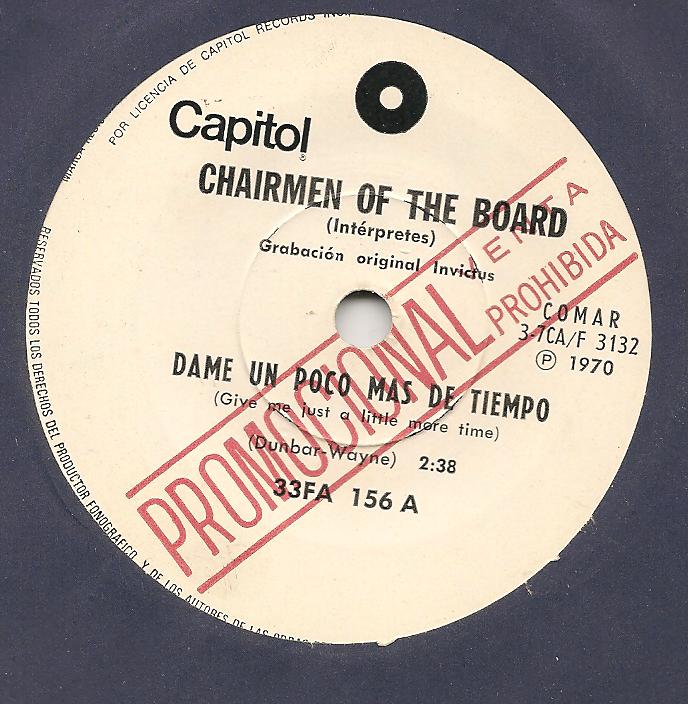 POR LICENCIA DE CAPITOL RECORDS INC.
Capitol
®
CHAIRMEN OF THE BOARD
(Intérpretes)
Grabación original Invictus
VENTA
PROHIBIDA
PROMOCIONAL
COMAR
3-7CA/F 3132
Ⓟ 1970
DAME UN POCO MAS DE TIEMPO
(Give me just a little more time)
(Dunbar-Wayne) 2:38
33FA 156 A
RESERVADOS TODOS LOS DERECHOS DEL PRODUCTOR FONOGRAFICO Y DE LOS AUTORES DE LAS OBRAS